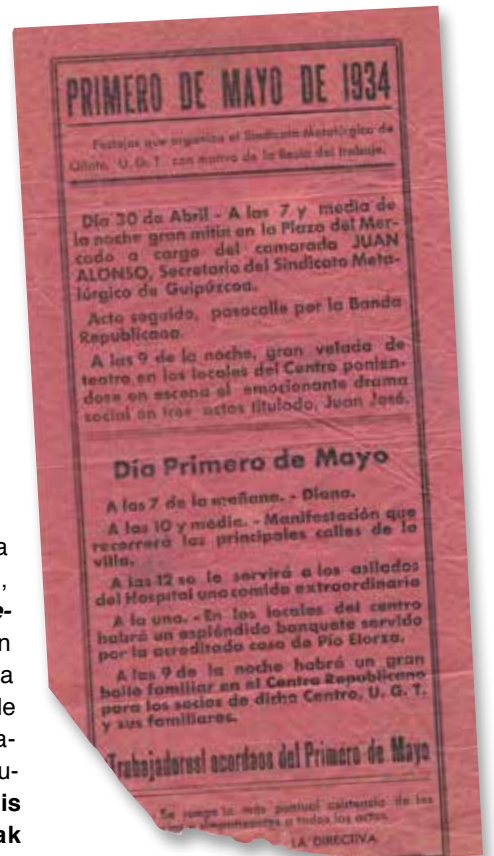 PRIMERO DE MAYO DE 1934
Festejos que organiza el Sindicato Metalúrgico de
Oñate, U. G. T. con motivo de la fiesta del trabajo.
Día 30 de Abril - A las 7 y media de
la noche gran mitin en la Plaza del Mer-
cado a cargo del camarada JUAN
ALONSO, Secretario del Sindicato Meta-
lúrgico de Guipúzcoa.
Acto seguido, pasacalle por la Banda
Republicana.
A las 9 de la noche, gran velada de
teatro en los locales del Centro ponien-
dose en escena el emocionante drama
social en tres actos titulado, Juan José.
Día Primero de Mayo
A las 7 de la mañana. - Diana.
A las 10 y media. - Manifestación que
recorrerá las principales calles de la
villa.
A las 12 se le servirá a los asilados
del Hospital una comida extraordinaria
A la una. - En los locales del centro
habrá un espléndido banquete servido
por la acreditada casa de Pío Elorza.
A las 9 de la noche habrá un gran
baile familiar en el Centro Republicano
para los socios de dicho Centro, U. G. T.
y sus familiares.
¡Trabajadores! acordaos del Primero de Mayo
Se ruega la más puntual asistencia de los
simpatizantes a todos los actos.
LA DIRECTIVA
a
,
e-
n
a
le
a-
u-
is
ak